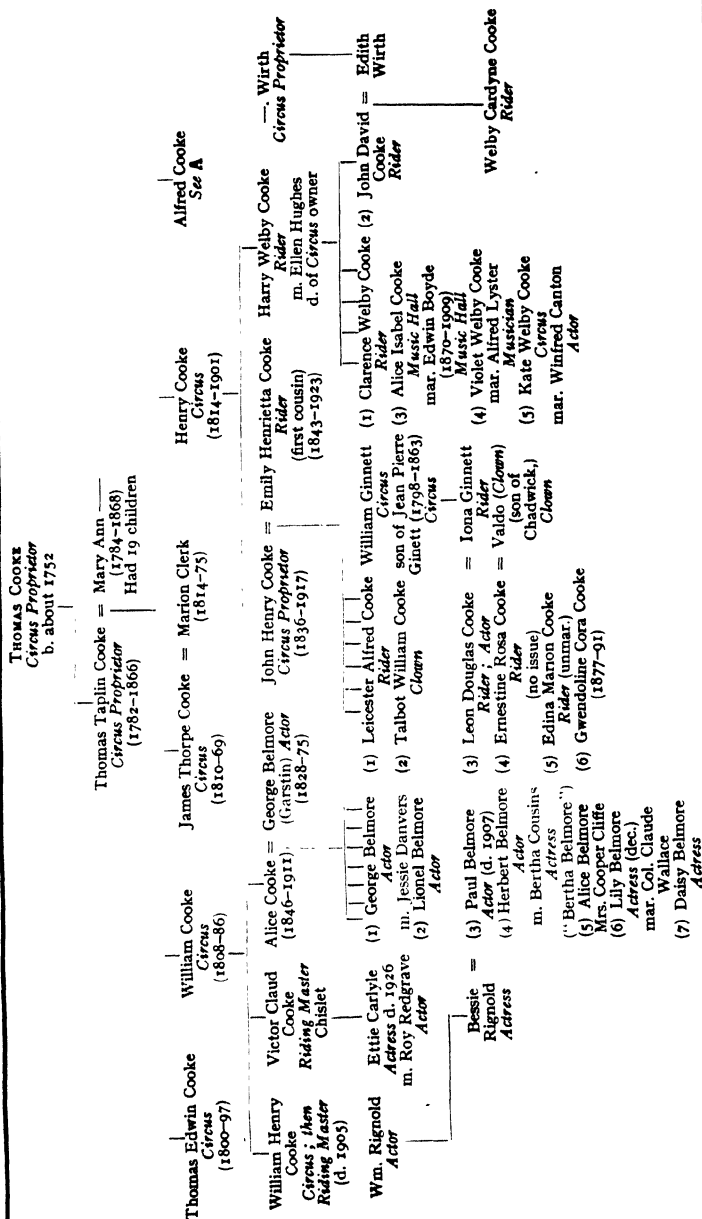 THOMAS COOKE
Circus Proprietor
b. about 1752
Thomas Taplin Cooke = Mary Ann ——
Circus Proprietor
(1782–1866)
(1784–1868)
Had 19 children
Thomas Edwin Cooke
Circus
(1800–97)
William Cooke
Circus
(1808–86)
James Thorpe Cooke = Marion Clerk
Circus
(1810–69)
(1814–75)
Henry Cooke
Circus
(1814–1901)
Alfred Cooke
See A
William Henry
Cooke
Circus ; then
Riding Master
(d. 1905)
Victor Claud
Cooke
Riding Master
Chislet
Alice Cooke = George Belmore
(1846–1911)
(Garstin) Actor
(1828–75)
John Henry Cooke = Emily Henrietta Cooke
Circus Proprietor
(1836–1917)
Rider
(first cousin)
(1843–1923)
Harry Welby Cooke
Rider
m. Ellen Hughes
d. of Circus owner
—. Wirth
Circus Proprietor
Wm. Rignold
Actor
Ettie Carlyle
Actress d. 1926
m. Roy Redgrave
Actor
(1) George Belmore
Actor
m. Jessie Danvers
(2) Lionel Belmore
Actor
(1) Leicester Alfred Cooke
Rider
(2) Talbot William Cooke
Clown
William Ginnett
Circus
son of Jean Pierre
Ginett (1798–1863)
Circus
(1) Clarence Welby Cooke
Rider
(2) John David = Edith
Cooke
Wirth
Rider
(3) Alice Isabel Cooke
Music Hall
mar. Edwin Boyde
(1870–1909)
Music Hall
(4) Violet Welby Cooke
mar. Alfred Lyster
Musician
(5) Kate Welby Cooke
Circus
mar. Winfred Canton
Actor
Welby Cardyne Cooke
Rider
Bessie =
Rignold
Actress
(3) Paul Belmore
Actor (d. 1907)
(4) Herbert Belmore
Actor
m. Bertha Cousins
Actress
("Bertha Belmore")
(5) Alice Belmore
Mrs. Cooper Cliffe
(6) Lily Belmore
Actress (dec.)
mar. Col. Claude
Wallace
(7) Daisy Belmore
Actress
(3) Leon Douglas Cooke = Iona Ginnett
Rider ; Actor
Rider
(4) Ernestine Rosa Cooke = Valdo (Clown)
Rider
(son of
(no issue)
Chadwick,)
Clown
(5) Edina Marion Cooke
Rider (unmar.)
(6) Gwendoline Cora Cooke
(1877–91)